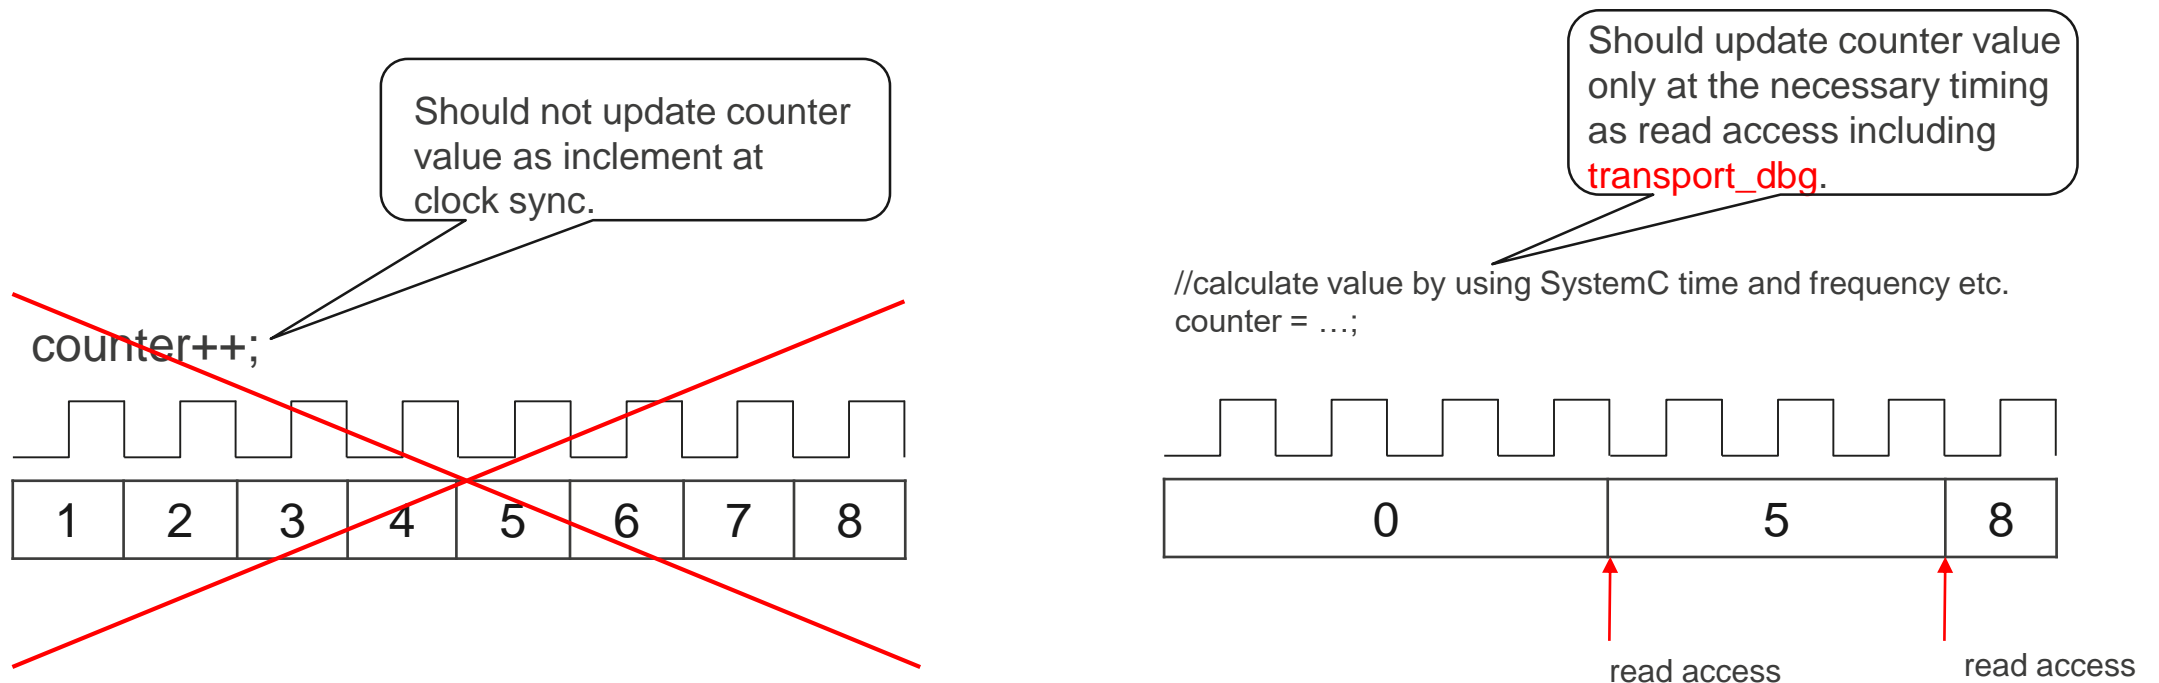 Should not update counter
value as inclement at
clock sync.
counter++;
1 2 3 4 5 6 7 8
Should update counter value
only at the necessary timing
as read access including
transport_dbg.
//calculate value by using SystemC time and frequency etc.
counter = …;
0 5 8
read access
read access